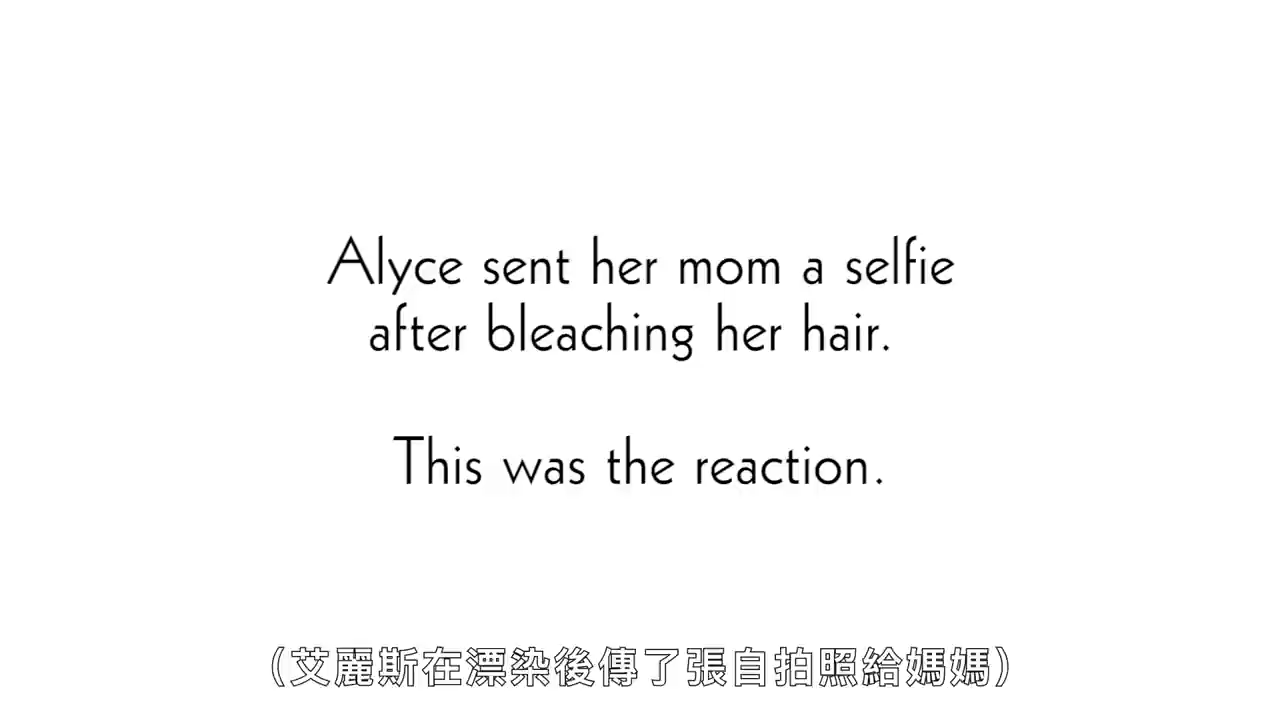 Alyce sent her mom a selfie
after bleaching her hair.
This was the reaction.
（艾麗斯在漂染後傳了張自拍照給媽媽）